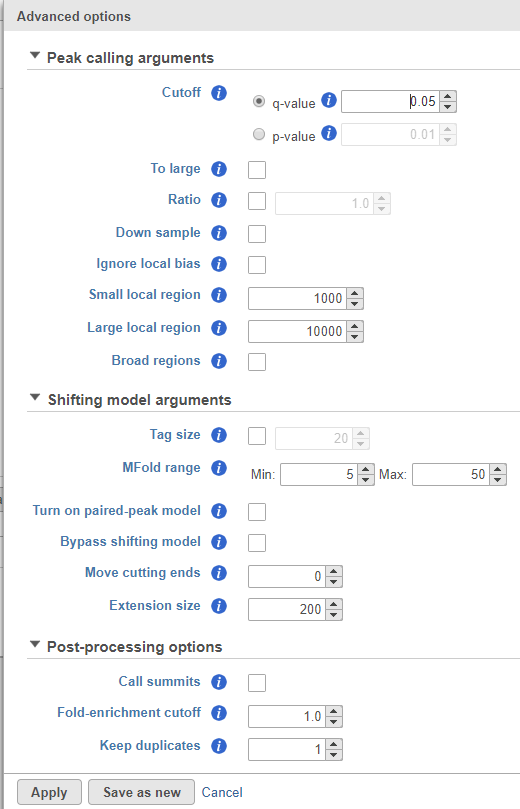 Advanced options
Peak calling arguments
Cutoff i q-value i 0.05
p-value i 0.01
To large i
Ratio i 1.0
Down sample i
Ignore local bias i
Small local region i 1000
Large local region i 10000
Broad regions i
Shifting model arguments
Tag size i 20
MFold range i Min: 5 Max: 50
Turn on paired-peak model i
Bypass shifting model i
Move cutting ends i 0
Extension size i 200
Post-processing options
Call summits i
Fold-enrichment cutoff i 1.0
Keep duplicates i 1
Apply Save as new Cancel